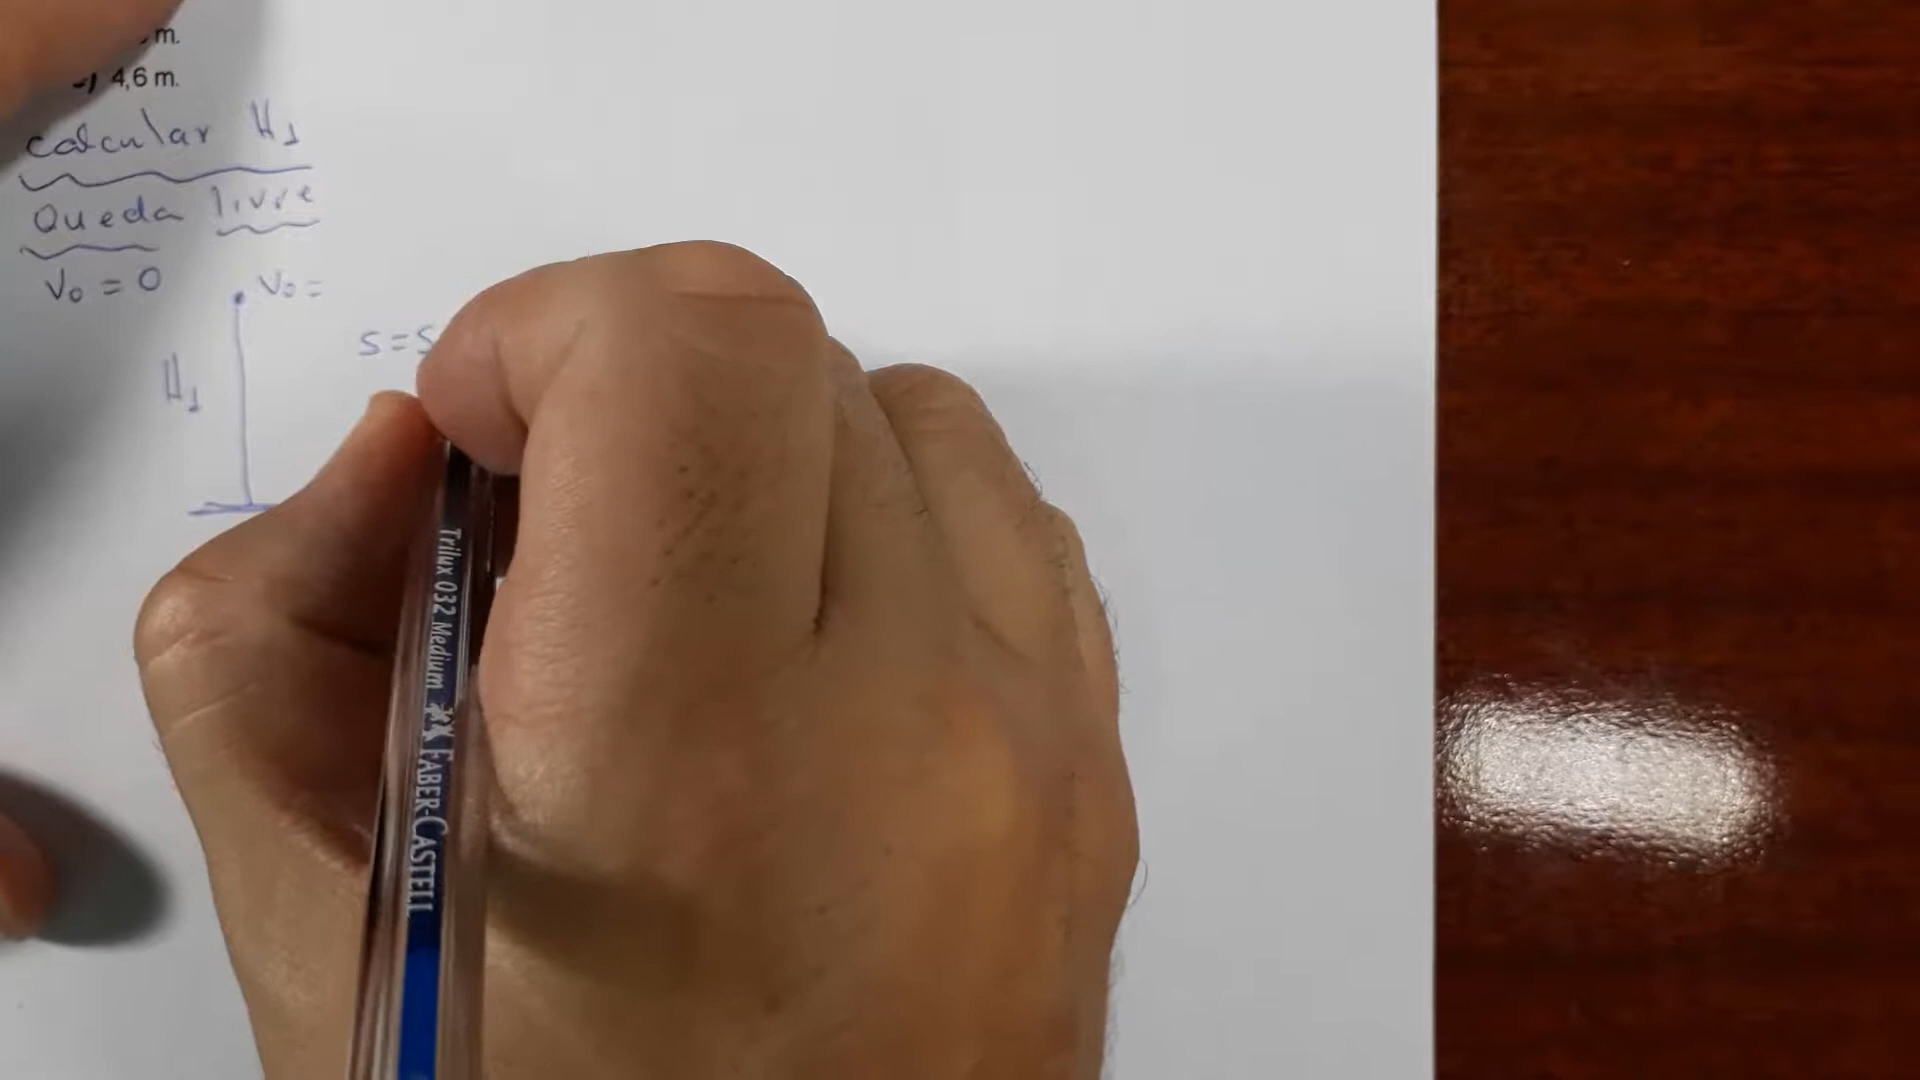 m.
4,6 m.
calcular H1
Queda livre
V0 = 0
V0 =
S = S
H1
Trilux 032 Medium FABER-CASTELL